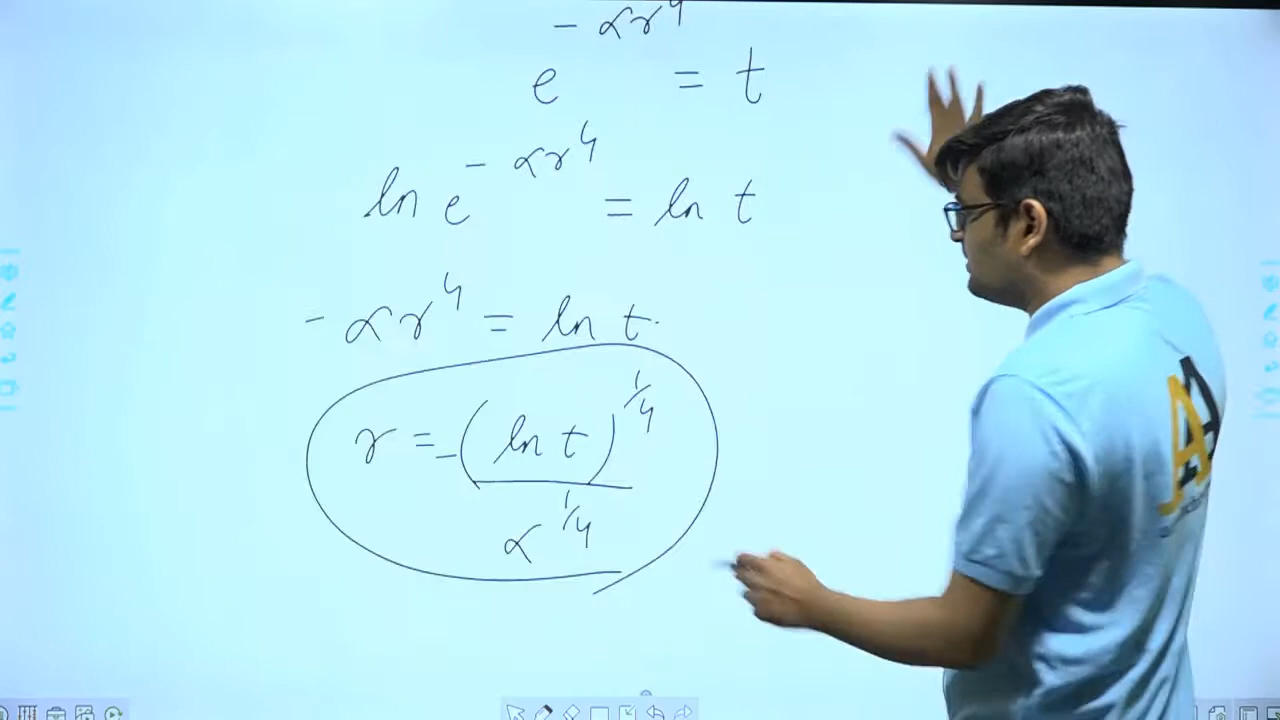 e^{-αr^4} = t
ln e^{-αr^4} = ln t
-αr^4 = ln t.
r = -(ln t)^{1/4} / α^{1/4}